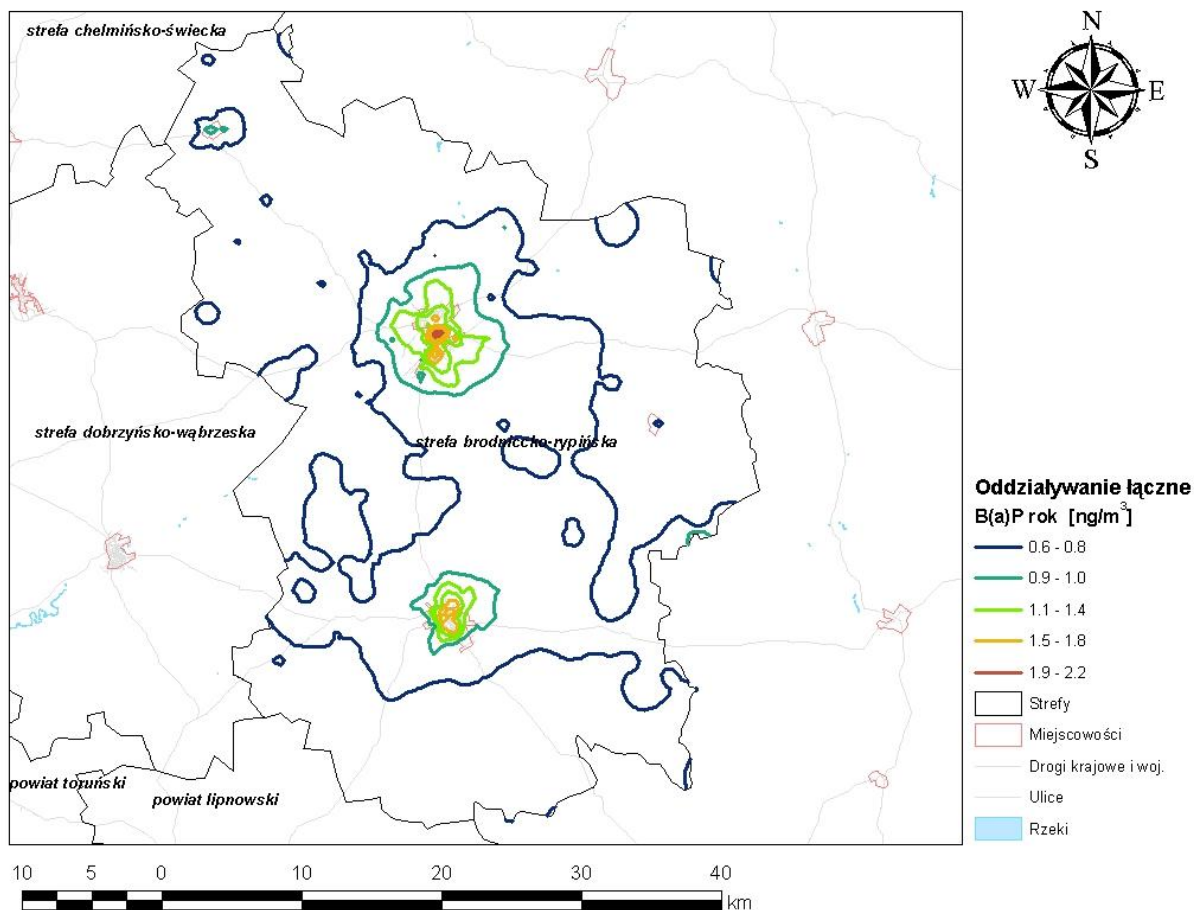 strefa chelmińsko-świecka
N
W E
S
strefa dobrzyńsko-wąbrzeska
strefa brodniccko-rypińska
powiat toruński
powiat lipnowski
Oddziaływanie łączne
B(a)P rok [ng/m³]
0.6 - 0.8
0.9 - 1.0
1.1 - 1.4
1.5 - 1.8
1.9 - 2.2
Strefy
Miejscowości
Drogi krajowe i woj.
Ulice
Rzeki
10 5 0 10 20 30 40
km